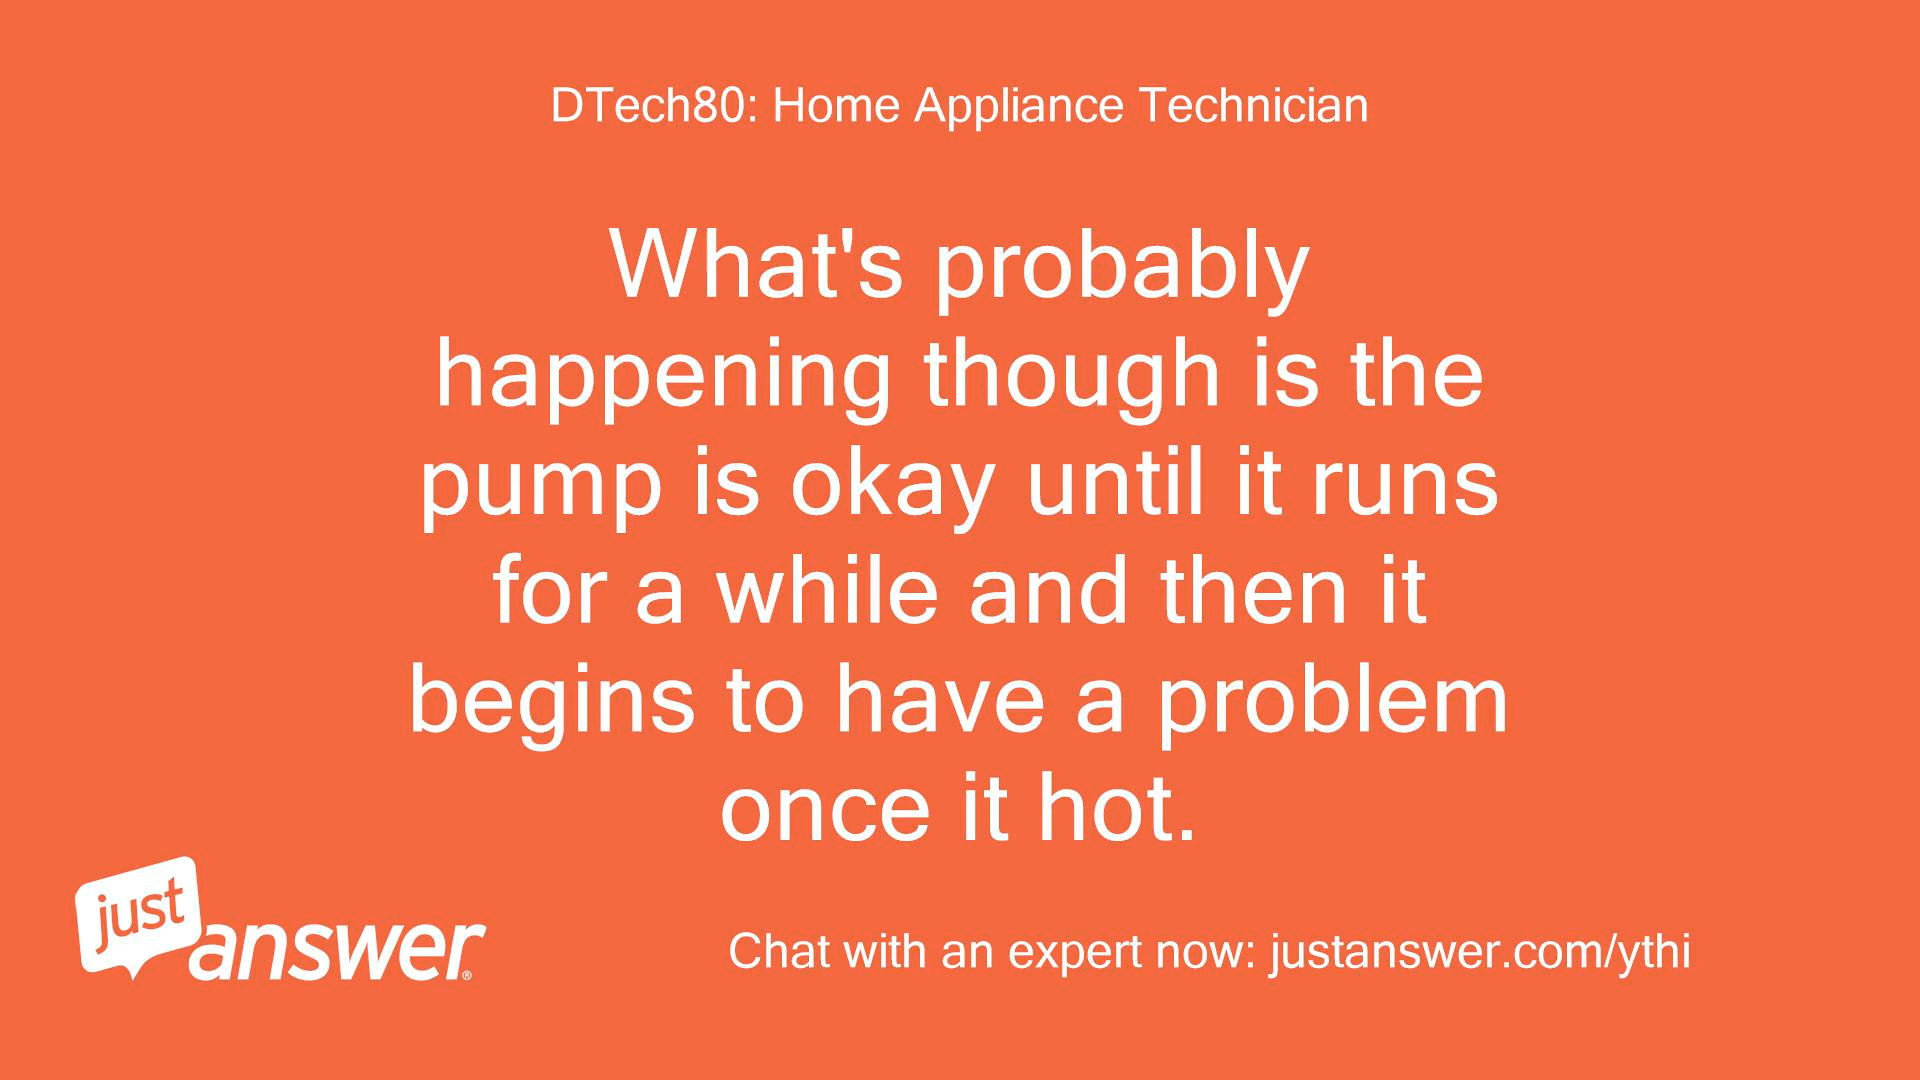 DTech80: Home Appliance Technician
What's probably
happening though is the
pump is okay until it runs
for a while and then it
begins to have a problem
once it hot.
just
answer®
Chat with an expert now: justanswer.com/ythi